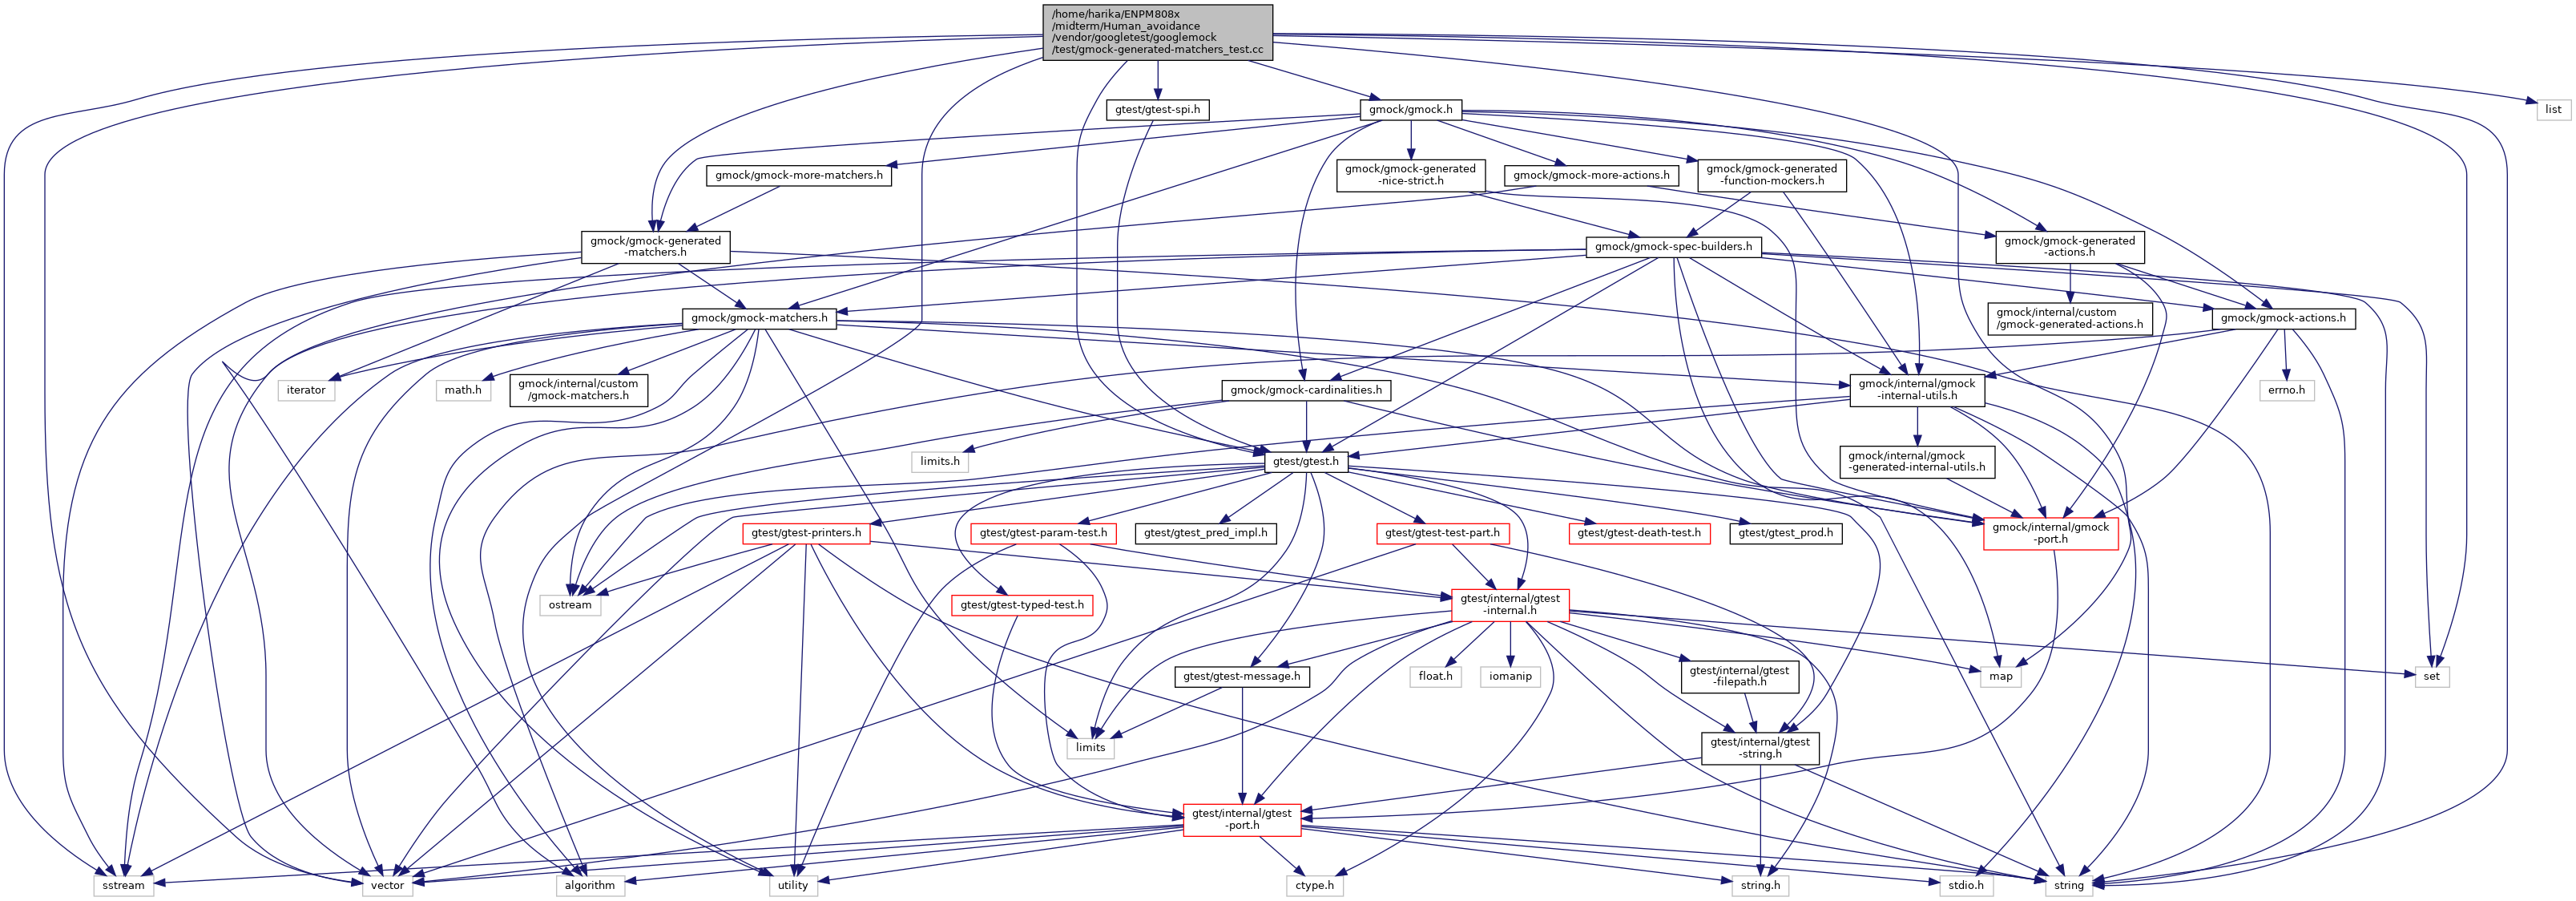 /home/harika/ENPM808x
/midterm/Human_avoidance
/vendor/googletest/googlemock
/test/gmock-generated-matchers_test.cc
gtest/gtest-spi.h
gmock/gmock.h
list
gmock/gmock-more-matchers.h
gmock/gmock-generated
-nice-strict.h
gmock/gmock-more-actions.h
gmock/gmock-generated
-function-mockers.h
gmock/gmock-generated
-matchers.h
gmock/gmock-spec-builders.h
gmock/gmock-generated
-actions.h
gmock/gmock-matchers.h
gmock/internal/custom
/gmock-generated-actions.h
gmock/gmock-actions.h
iterator
math.h
gmock/internal/custom
/gmock-matchers.h
gmock/gmock-cardinalities.h
gmock/internal/gmock
-internal-utils.h
errno.h
limits.h
gtest/gtest.h
gmock/internal/gmock
-generated-internal-utils.h
gtest/gtest-printers.h
gtest/gtest-param-test.h
gtest/gtest_pred_impl.h
gtest/gtest-test-part.h
gtest/gtest-death-test.h
gtest/gtest_prod.h
gmock/internal/gmock
-port.h
ostream
gtest/gtest-typed-test.h
gtest/internal/gtest
-internal.h
gtest/gtest-message.h
float.h
iomanip
gtest/internal/gtest
-filepath.h
map
set
limits
gtest/internal/gtest
-string.h
gtest/internal/gtest
-port.h
sstream
vector
algorithm
utility
ctype.h
string.h
stdio.h
string